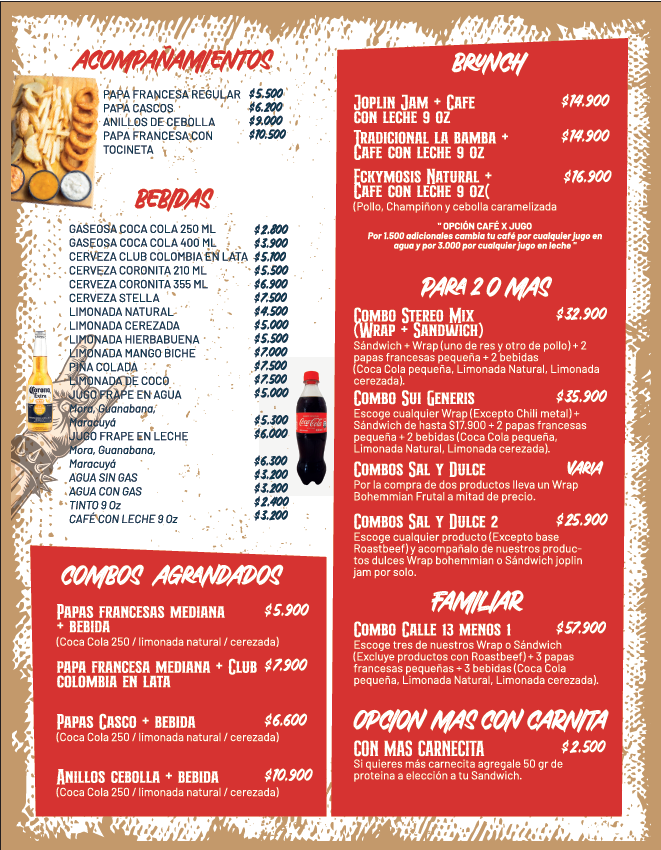 ACOMPAÑAMIENTOS
PAPA FRANCESA REGULAR $5.500
PAPA CASCOS $6.200
ANILLOS DE CEBOLLA $9.000
PAPA FRANCESA CON $10.500
TOCINETA
BEBIDAS
GASEOSA COCA COLA 250 ML $2.800
GASEOSA COCA COLA 400 ML $3.900
CERVEZA CLUB COLOMBIA EN LATA $5.700
CERVEZA CORONITA 210 ML $5.500
CERVEZA CORONITA 355 ML $6.900
CERVEZA STELLA $7.500
LIMONADA NATURAL $4.500
LIMONADA CEREZADA $5.000
LIMONADA HIERBABUENA $5.500
LIMONADA MANGO BICHE $7.000
PIÑA COLADA $7.500
LIMONADA DE COCO $7.500
JUGO FRAPE EN AGUA $5.000
Mora, Guanabana,
Maracuyá $5.300
JUGO FRAPE EN LECHE $6.000
Mora, Guanabana,
Maracuyá $6.300
AGUA SIN GAS $3.200
AGUA CON GAS $3.200
TINTO 9 Oz $2.400
CAFÉ CON LECHE 9 Oz $3.200
Corona
Extra
Coca-Cola
COMBOS AGRANDADOS
PAPAS FRANCESAS MEDIANA $5.900
+ BEBIDA
(Coca Cola 250 / limonada natural / cerezada)
PAPA FRANCESA MEDIANA + CLUB $7.900
COLOMBIA EN LATA
PAPAS CASCO + BEBIDA $6.600
(Coca Cola 250 / limonada natural / cerezada)
ANILLOS CEBOLLA + BEBIDA $10.900
(Coca Cola 250 / limonada natural / cerezada)
BRUNCH
JOPLIN JAM + CAFE $14.900
CON LECHE 9 OZ
TRADICIONAL LA BAMBA + $14.900
CAFE CON LECHE 9 OZ
ECKYMOSIS NATURAL + $16.900
CAFE CON LECHE 9 OZ(
(Pollo, Champiñon y cebolla caramelizada
" OPCIÓN CAFÉ X JUGO
Por 1.500 adicionales cambia tu café por cualquier jugo en
agua y por 3.000 por cualquier jugo en leche "
PARA 2 O MAS
COMBO STEREO MIX $32.900
(WRAP + SANDWICH)
Sándwich + Wrap (uno de res y otro de pollo) + 2
papas francesas pequeña + 2 bebidas
(Coca Cola pequeña, Limonada Natural, Limonada
cerezada).
COMBO SUI GENERIS $35.900
Escoge cualquier Wrap (Excepto Chili metal) +
Sándwich de hasta $17.900 + 2 papas francesas
pequeña + 2 bebidas (Coca Cola pequeña,
Limonada Natural, Limonada cerezada).
COMBOS SAL Y DULCE VARIA
Por la compra de dos productos lleva un Wrap
Bohemmian Frutal a mitad de precio.
COMBOS SAL Y DULCE 2 $25.900
Escoge cualquier producto (Excepto base
Roastbeef) y acompañalo de nuestros produc-
tos dulces Wrap bohemmian o Sándwich joplin
jam por solo.
FAMILIAR
COMBO CALLE 13 MENOS 1 $57.900
Escoge tres de nuestros Wrap o Sándwich
(Excluye productos con Roastbeef) + 3 papas
francesas pequeñas + 3 bebidas (Coca Cola
pequeña, Limonada Natural, Limonada cerezada).
OPCION MAS CON CARNITA
CON MAS CARNECITA $2.500
Si quieres más carnecita agregale 50 gr de
proteina a elección a tu Sandwich.